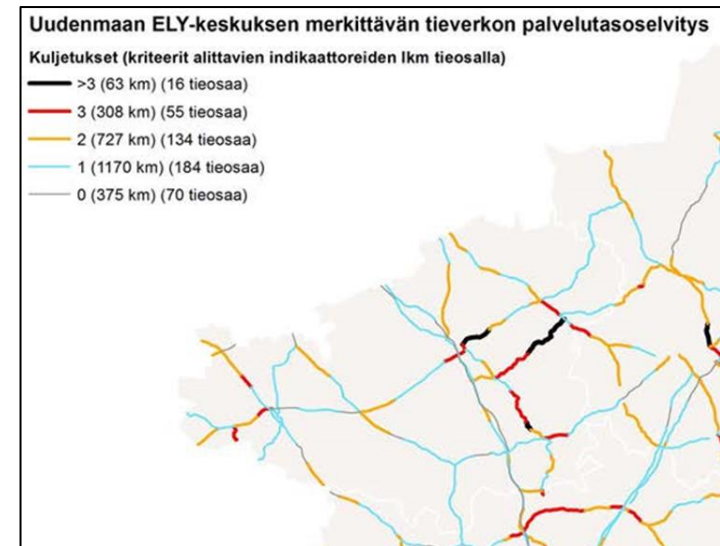 Uudenmaan ELY-keskuksen merkittävän tieverkon palvelutasoselvitys
Kuljetukset (kriteerit alittavien indikaattoreiden lkm tieosalla)
>3 (63 km) (16 tieosaa)
3 (308 km) (55 tieosaa)
2 (727 km) (134 tieosaa)
1 (1170 km) (184 tieosaa)
0 (375 km) (70 tieosaa)